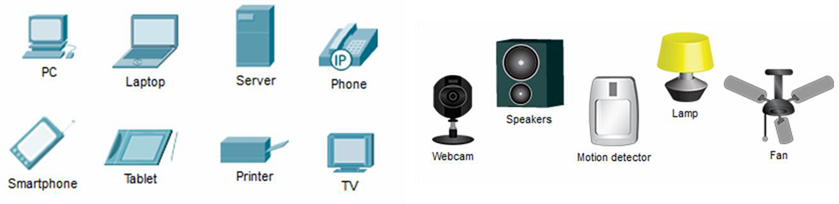 PC
Laptop
Server
IP
Phone
Smartphone
Tablet
Printer
TV
Webcam
Speakers
Motion detector
Lamp
Fan